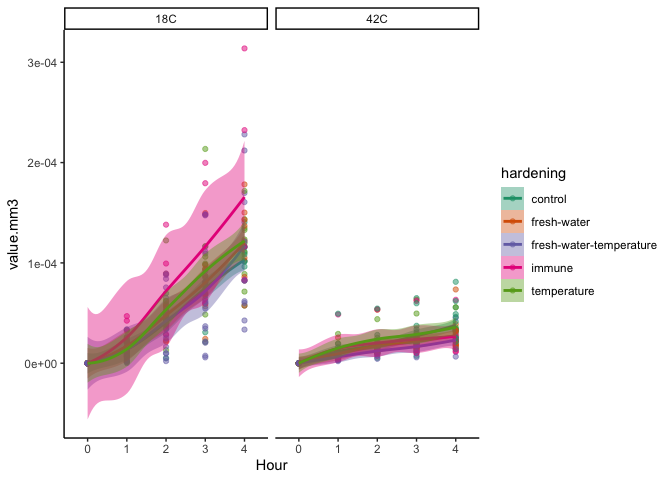 18C
42C
3e-04
2e-04
1e-04
0e+00
value.mm3
0 1 2 3 4
0 1 2 3 4
Hour
hardening
control
fresh-water
fresh-water-temperature
immune
temperature